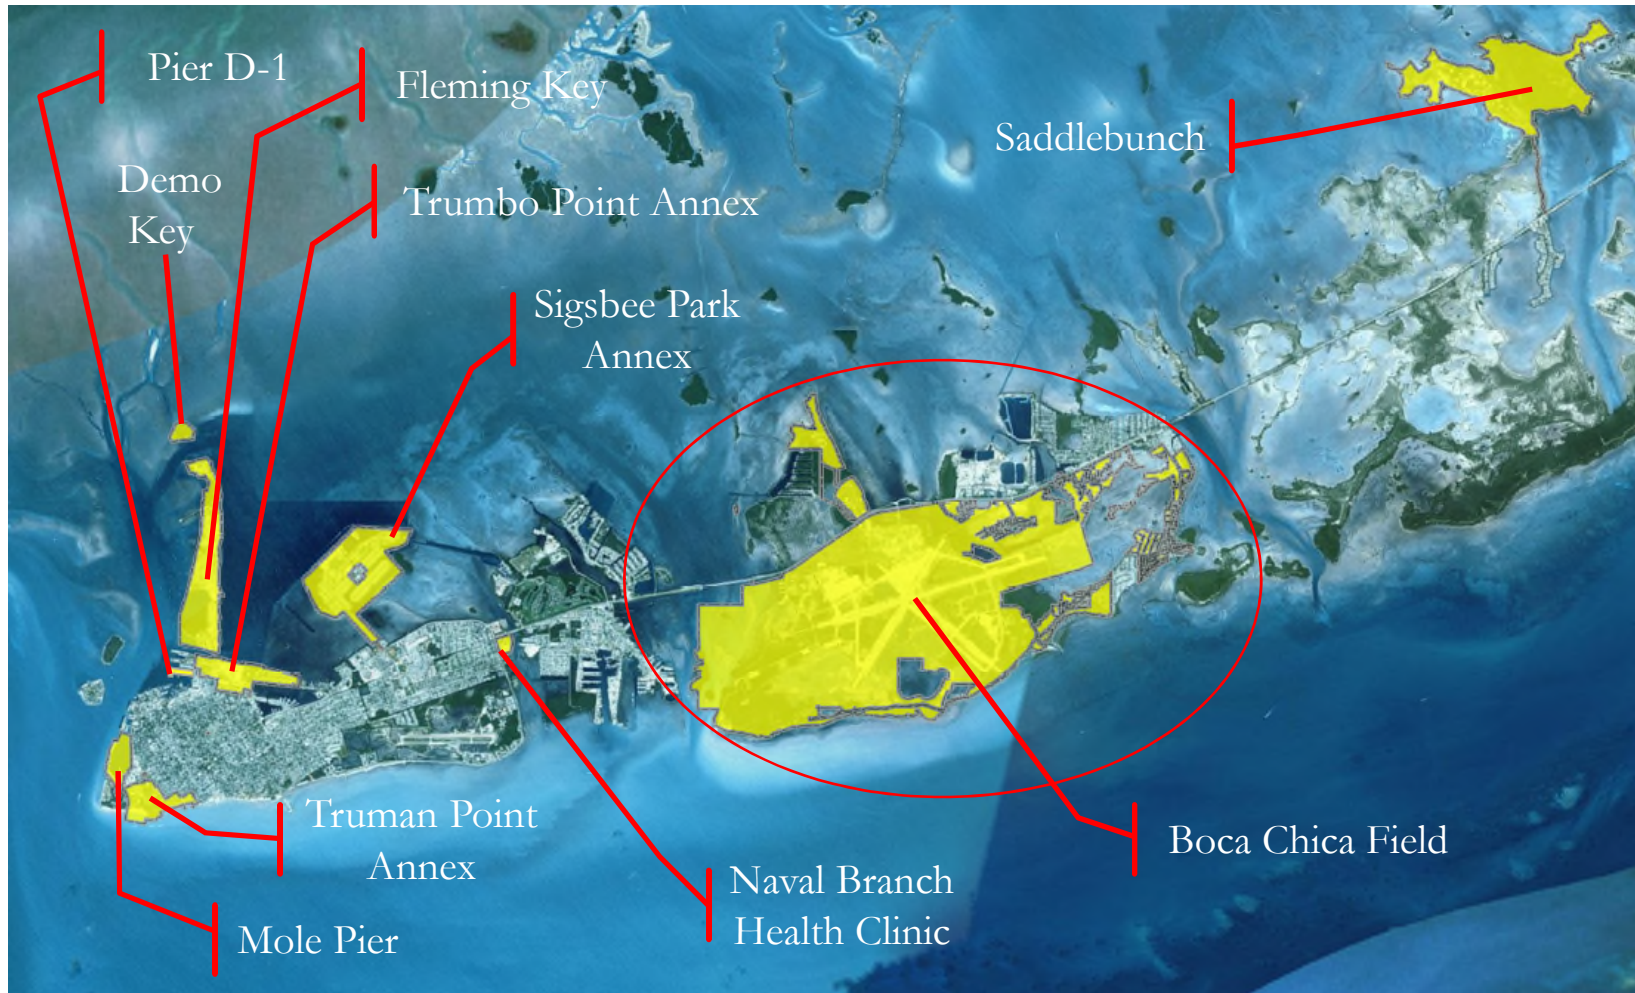 Pier D-1
Fleming Key
Saddlebunch
Demo
Key
Trumbo Point Annex
Sigsbee Park
Annex
Truman Point
Annex
Boca Chica Field
Naval Branch
Health Clinic
Mole Pier